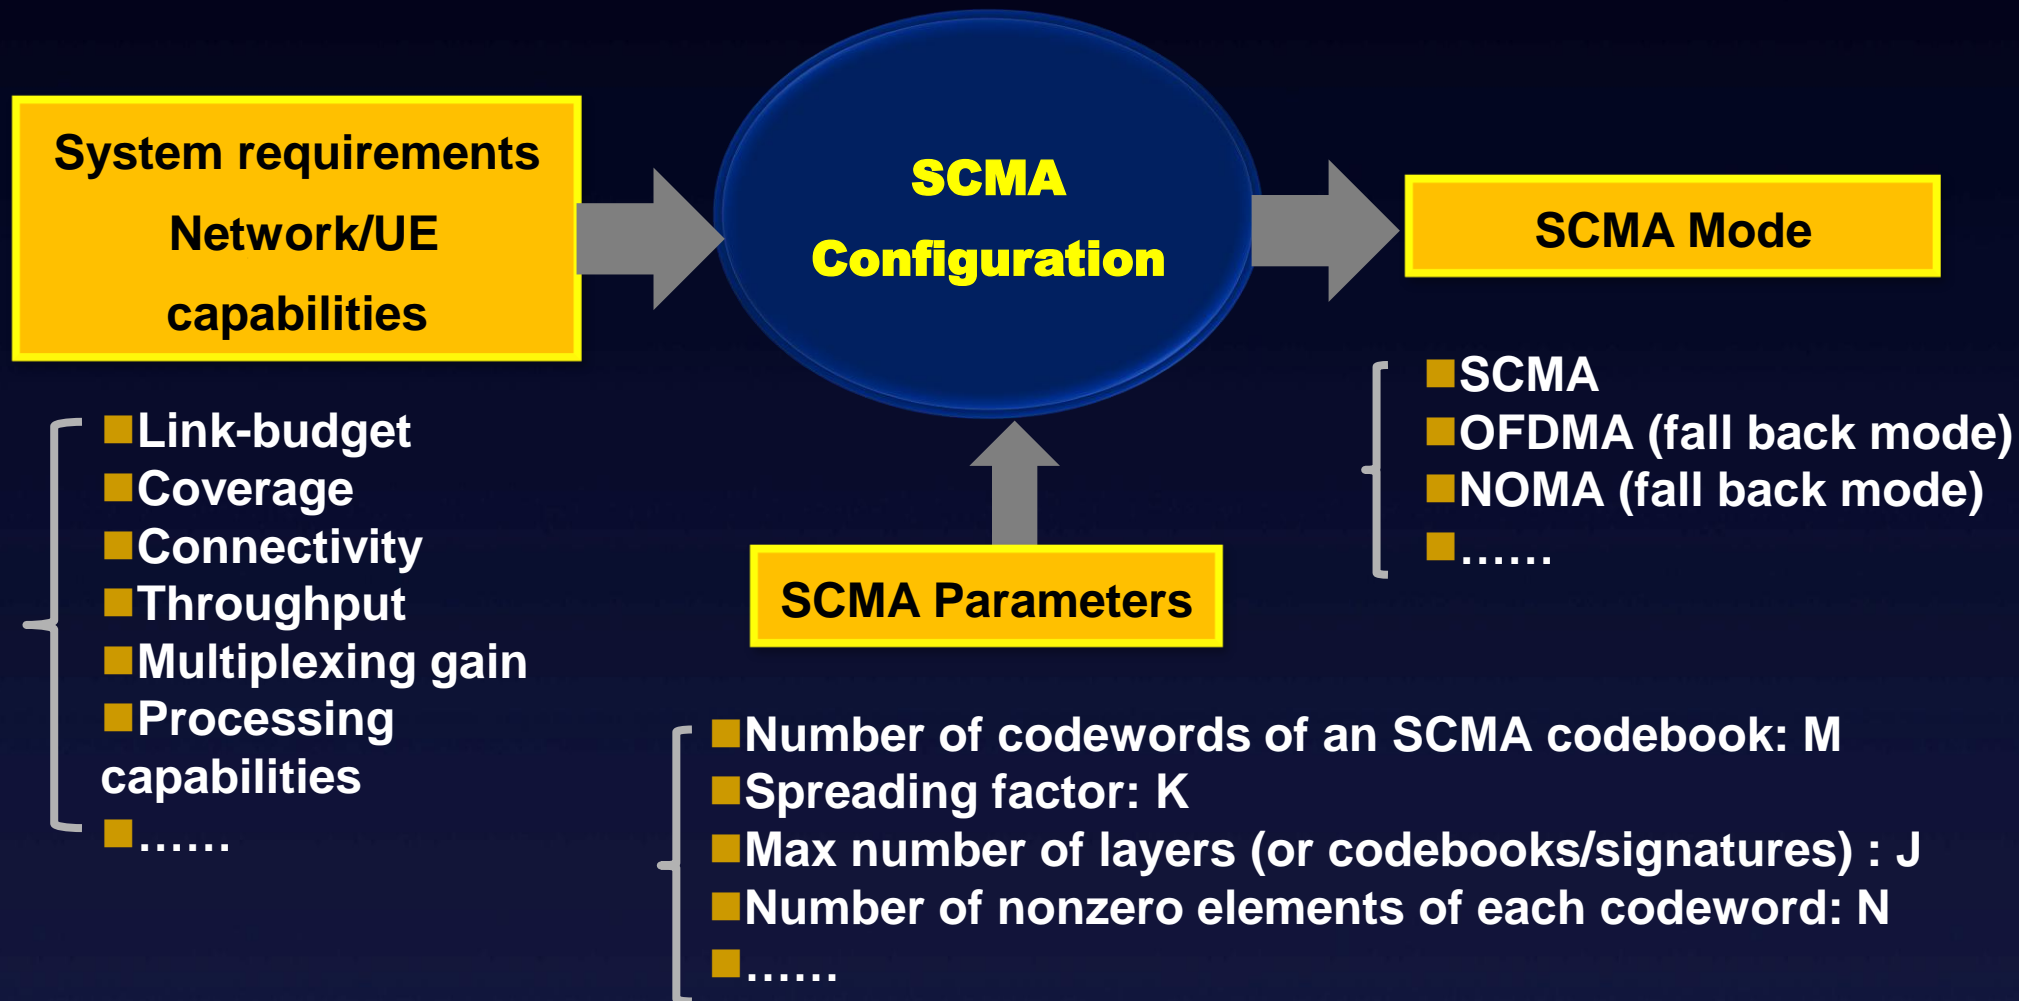 System requirements
Network/UE
capabilities
SCMA
Configuration
SCMA Mode
■Link-budget
■Coverage
■Connectivity
■Throughput
■Multiplexing gain
■Processing
capabilities
■......
SCMA Parameters
■SCMA
■OFDMA (fall back mode)
■NOMA (fall back mode)
■......
■Number of codewords of an SCMA codebook: M
■Spreading factor: K
■Max number of layers (or codebooks/signatures) : J
■Number of nonzero elements of each codeword: N
■......